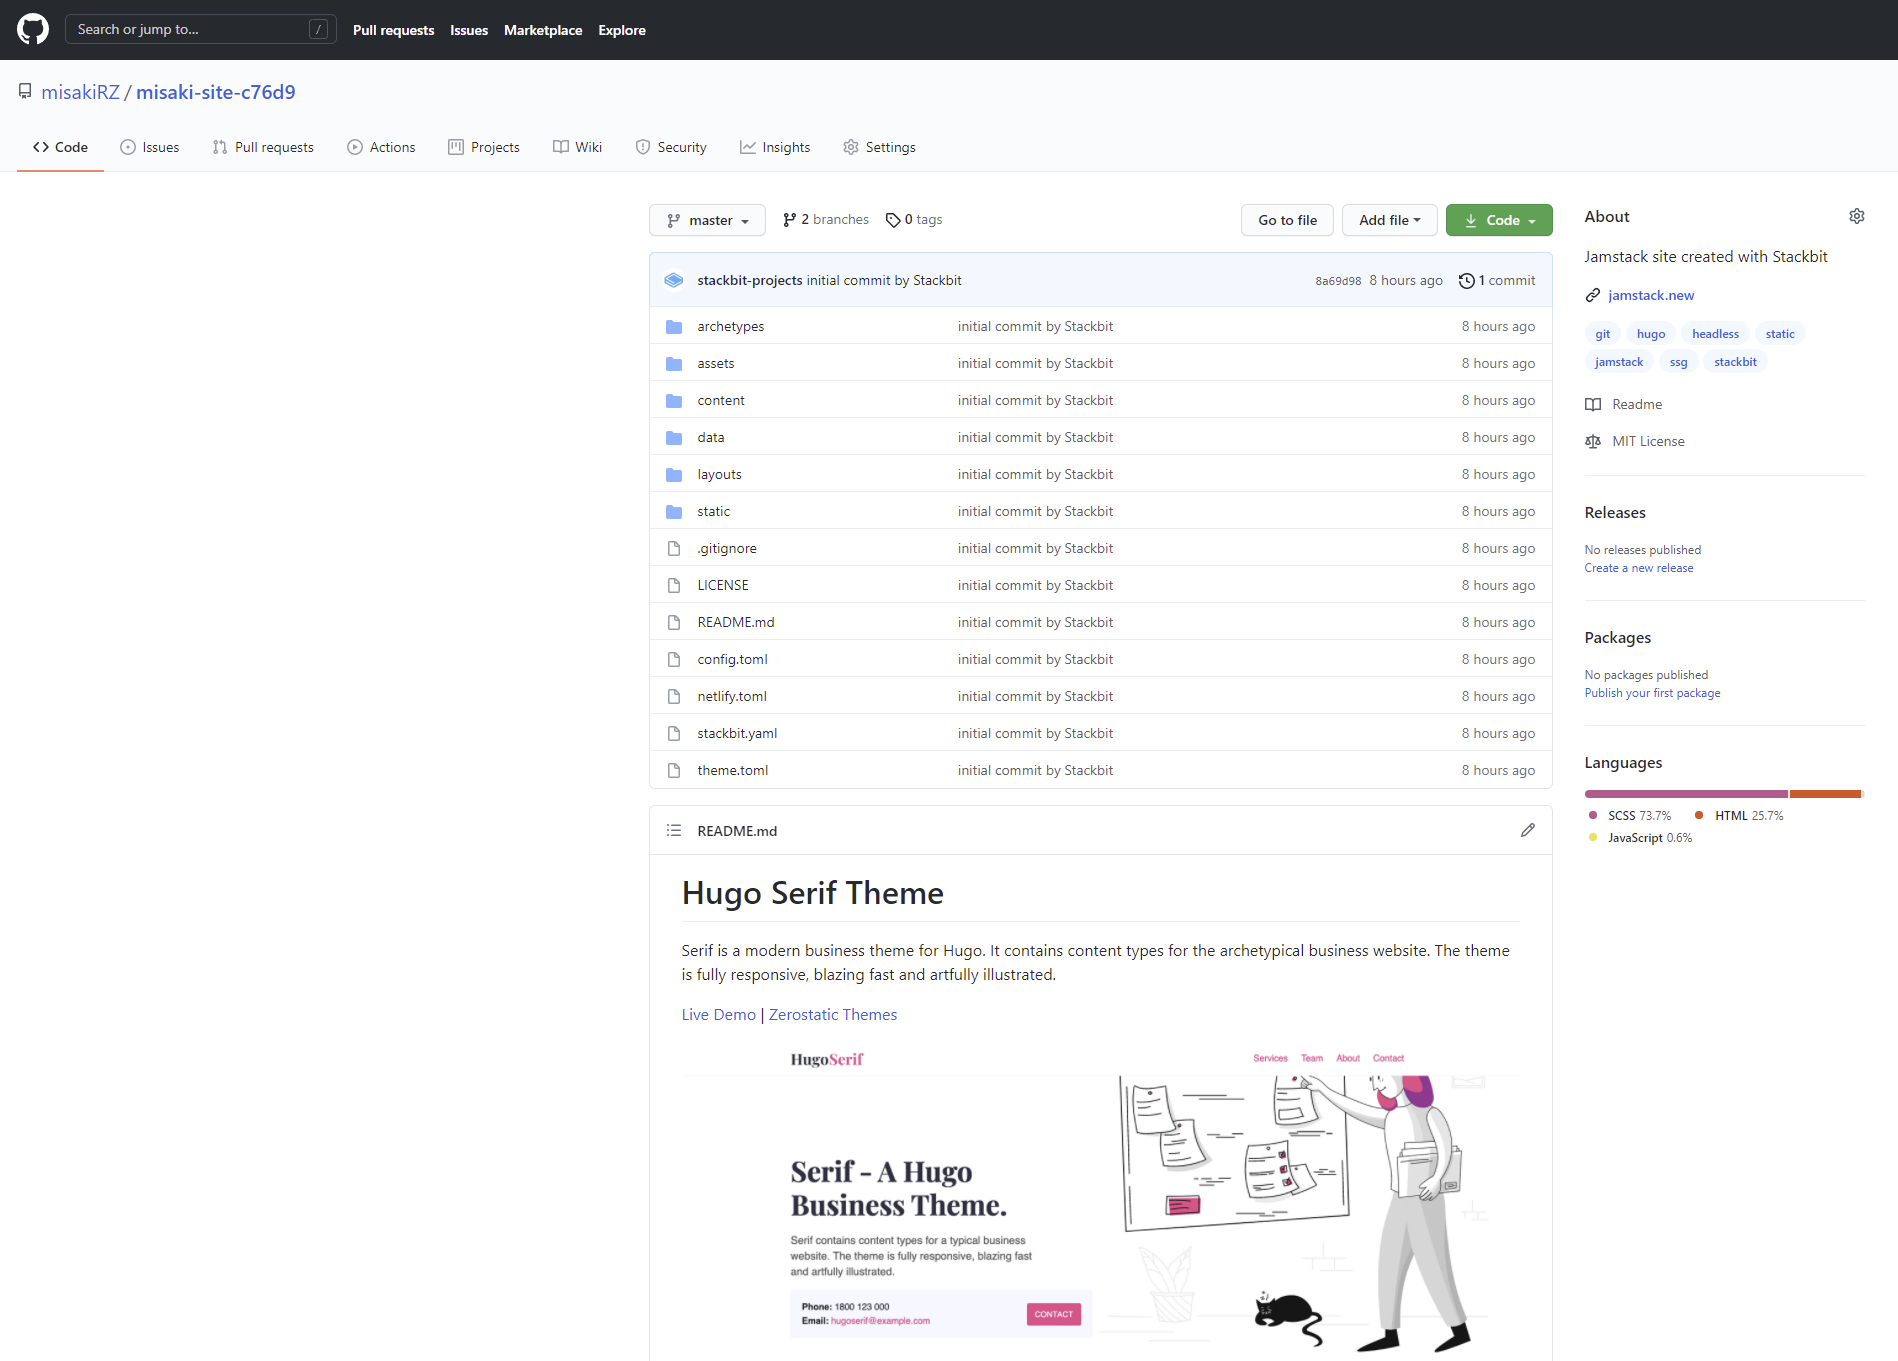 Search or jump to... /
Pull requests Issues Marketplace Explore
misakiRZ / misaki-site-c76d9
Code Issues Pull requests Actions Projects Wiki Security Insights Settings
master 2 branches 0 tags Go to file Add file Code
stackbit-projects initial commit by Stackbit 8a69d98 8 hours ago 1 commit
archetypes initial commit by Stackbit 8 hours ago
assets initial commit by Stackbit 8 hours ago
content initial commit by Stackbit 8 hours ago
data initial commit by Stackbit 8 hours ago
layouts initial commit by Stackbit 8 hours ago
static initial commit by Stackbit 8 hours ago
.gitignore initial commit by Stackbit 8 hours ago
LICENSE initial commit by Stackbit 8 hours ago
README.md initial commit by Stackbit 8 hours ago
config.toml initial commit by Stackbit 8 hours ago
netlify.toml initial commit by Stackbit 8 hours ago
stackbit.yaml initial commit by Stackbit 8 hours ago
theme.toml initial commit by Stackbit 8 hours ago
README.md
Hugo Serif Theme
Serif is a modern business theme for Hugo. It contains content types for the archetypical business website. The theme
is fully responsive, blazing fast and artfully illustrated.
Live Demo | Zerostatic Themes
HugoSerif
Services Team About Contact
Serif - A Hugo
Business Theme.
Serif contains content types for a typical business
website. The theme is fully responsive, blazing fast
and artfully illustrated.
Phone: 1800 123 000
Email: hugoserif@example.com
CONTACT
About
Jamstack site created with Stackbit
jamstack.new
git hugo headless static
jamstack ssg stackbit
Readme
MIT License
Releases
No releases published
Create a new release
Packages
No packages published
Publish your first package
Languages
SCSS 73.7% HTML 25.7%
JavaScript 0.6%